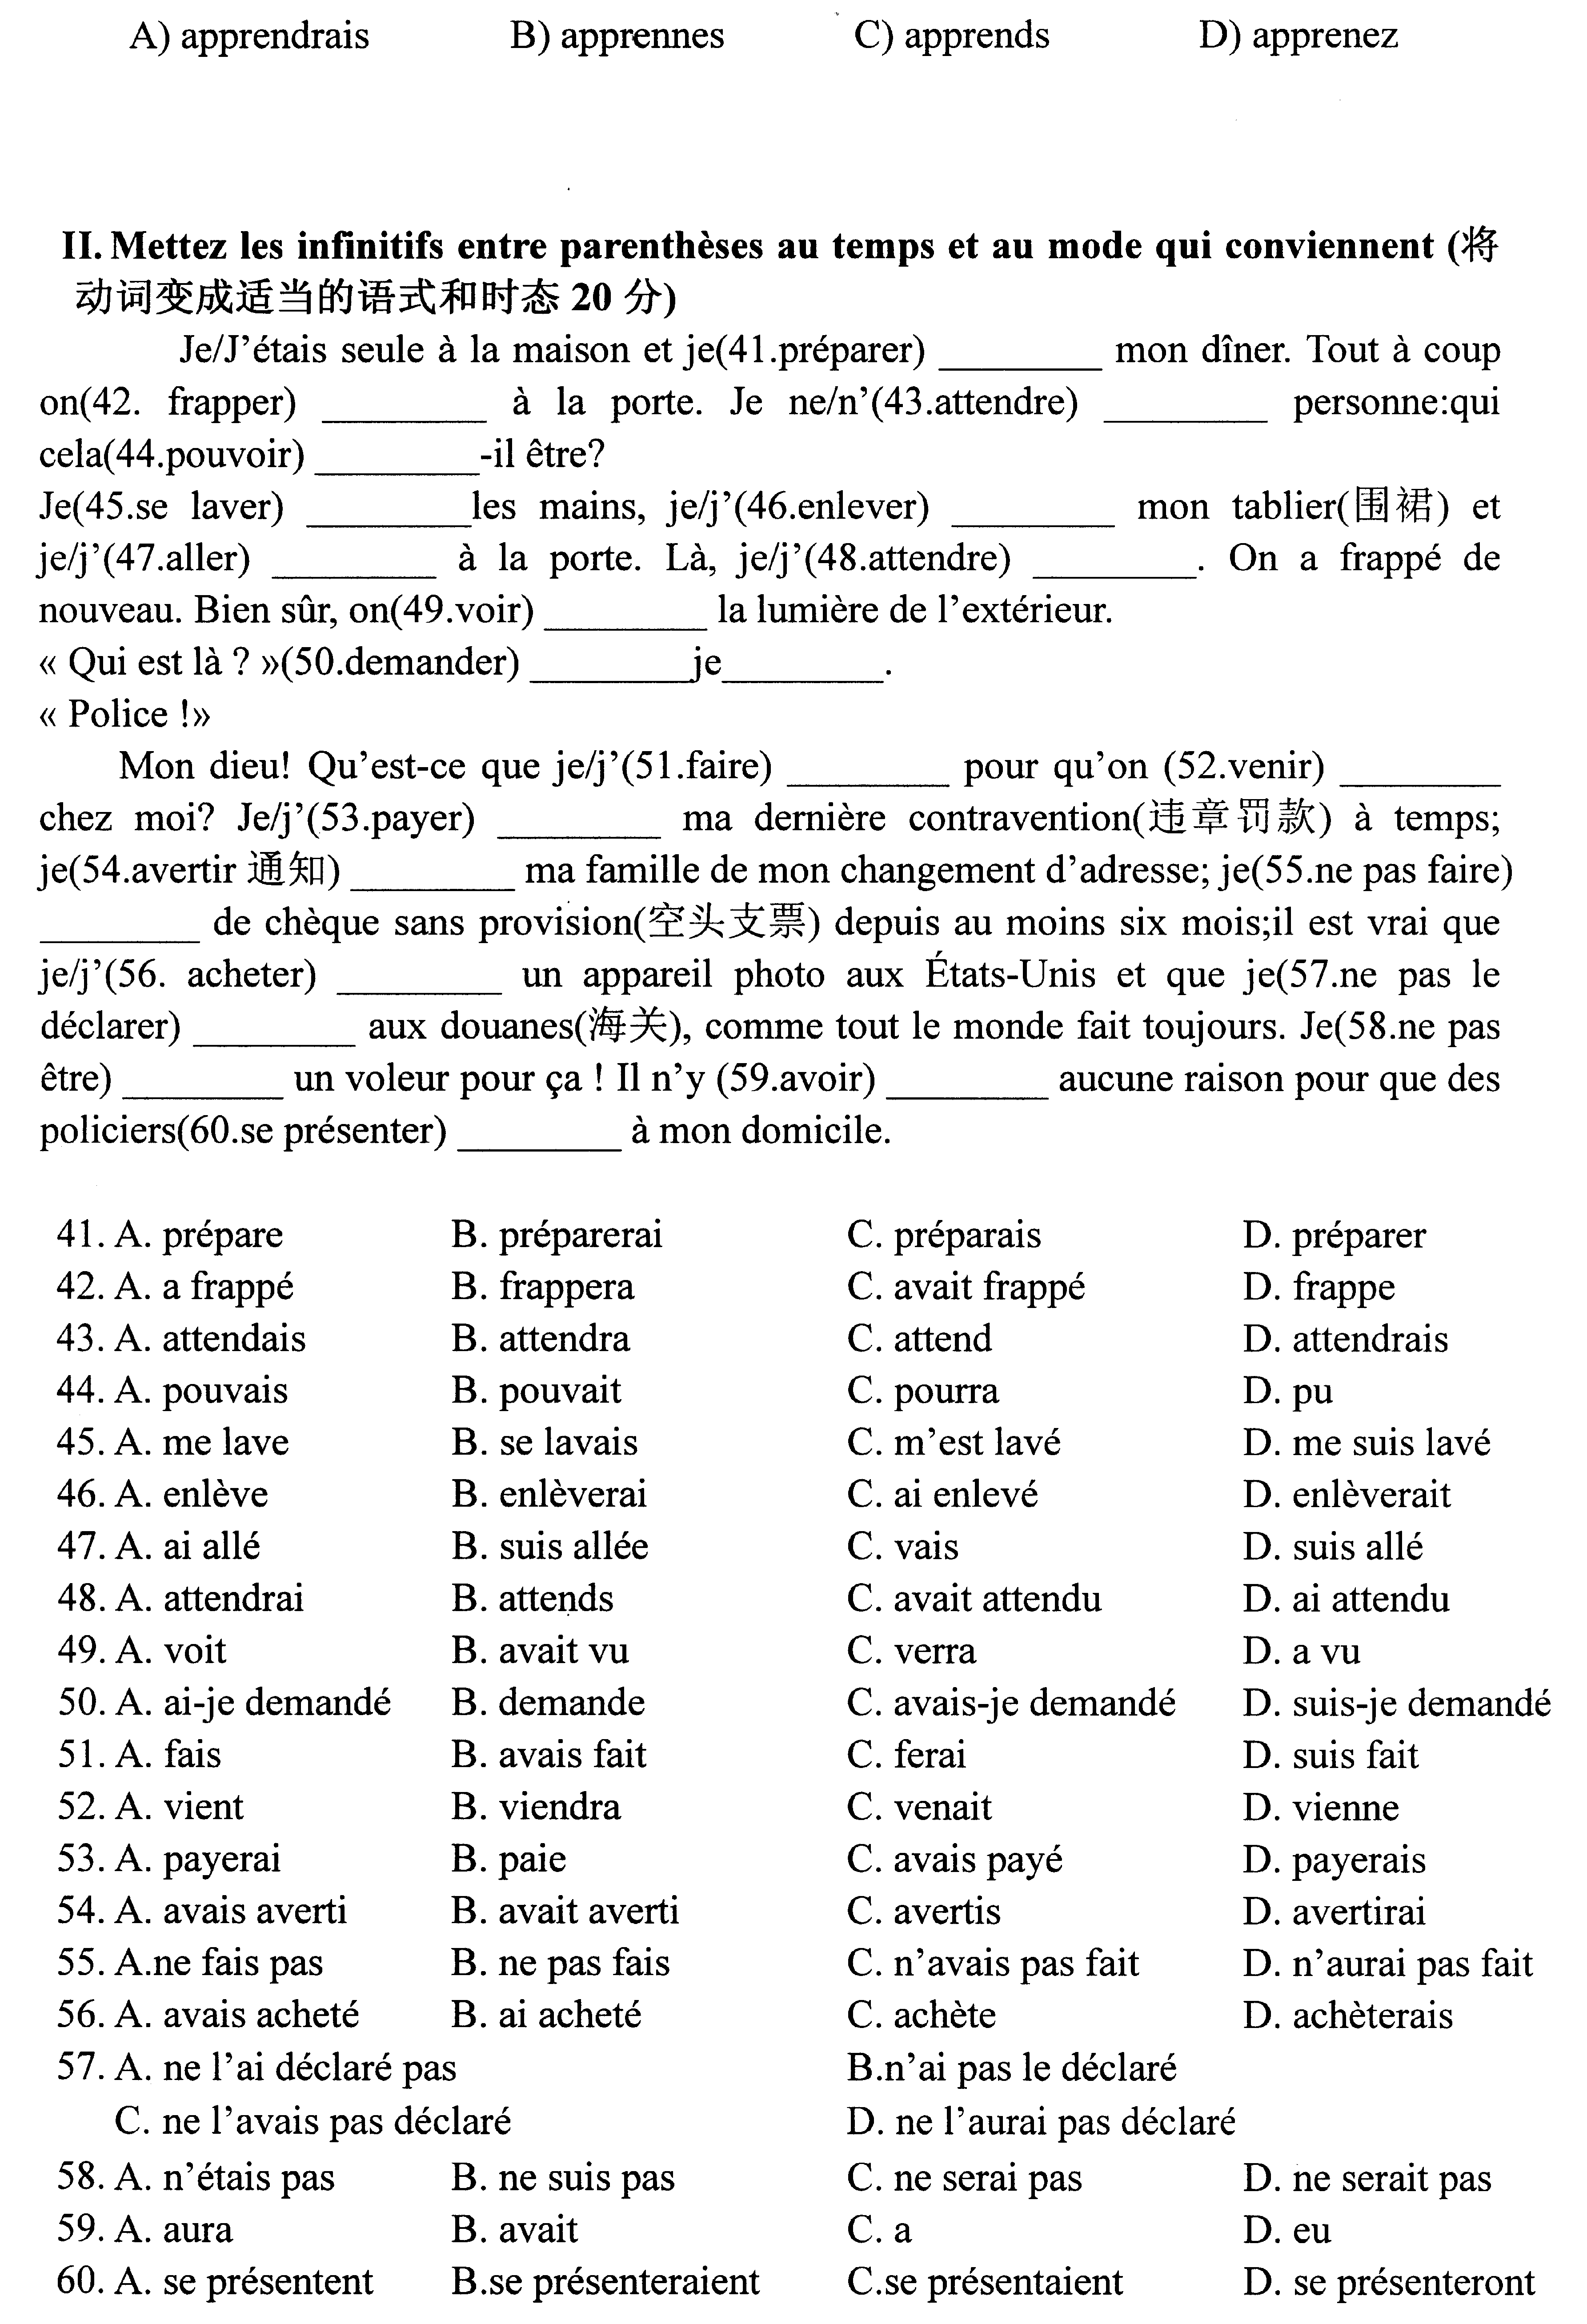 A) apprendrais B) apprennes C) apprends D) apprenez
II. Mettez les infinitifs entre parenthèses au temps et au mode qui conviennent (将
动词变成适当的语式和时态 20 分)
Je/J’étais seule à la maison et je(41.préparer) ________ mon dîner. Tout à coup
on(42. frapper) ________ à la porte. Je ne/n’(43.attendre) ________ personne:qui
cela(44.pouvoir) ________-il être?
Je(45.se laver) ________les mains, je/j’(46.enlever) ________ mon tablier(围裙) et
je/j’(47.aller) ________ à la porte. Là, je/j’(48.attendre) ________. On a frappé de
nouveau. Bien sûr, on(49.voir) ________ la lumière de l’extérieur.
« Qui est là ? »(50.demander) ________je________.
« Police !»
Mon dieu! Qu’est-ce que je/j’(51.faire) ________ pour qu’on (52.venir) ________
chez moi? Je/j’(53.payer) ________ ma dernière contravention(违章罚款) à temps;
je(54.avertir 通知) ________ ma famille de mon changement d’adresse; je(55.ne pas faire)
________ de chèque sans provision(空头支票) depuis au moins six mois;il est vrai que
je/j’(56. acheter) ________ un appareil photo aux États-Unis et que je(57.ne pas le
déclarer) ________ aux douanes(海关), comme tout le monde fait toujours. Je(58.ne pas
être) ________ un voleur pour ça ! Il n’y (59.avoir) ________ aucune raison pour que des
policiers(60.se présenter) ________ à mon domicile.
41. A. prépare B. préparerai C. préparais D. préparer
42. A. a frappé B. frappera C. avait frappé D. frappe
43. A. attendais B. attendra C. attend D. attendrais
44. A. pouvais B. pouvait C. pourra D. pu
45. A. me lave B. se lavais C. m’est lavé D. me suis lavé
46. A. enlève B. enlèverai C. ai enlevé D. enlèverait
47. A. ai allé B. suis allée C. vais D. suis allé
48. A. attendrai B. attends C. avait attendu D. ai attendu
49. A. voit B. avait vu C. verra D. a vu
50. A. ai-je demandé B. demande C. avais-je demandé D. suis-je demandé
51. A. fais B. avais fait C. ferai D. suis fait
52. A. vient B. viendra C. venait D. vienne
53. A. payerai B. paie C. avais payé D. payerais
54. A. avais averti B. avait averti C. avertis D. avertirai
55. A.ne fais pas B. ne pas fais C. n’avais pas fait D. n’aurai pas fait
56. A. avais acheté B. ai acheté C. achète D. achèterais
57. A. ne l’ai déclaré pas B.n’ai pas le déclaré
C. ne l’avais pas déclaré D. ne l’aurai pas déclaré
58. A. n’étais pas B. ne suis pas C. ne serai pas D. ne serait pas
59. A. aura B. avait C. a D. eu
60. A. se présentent B.se présenteraient C.se présentaient D. se présenteront